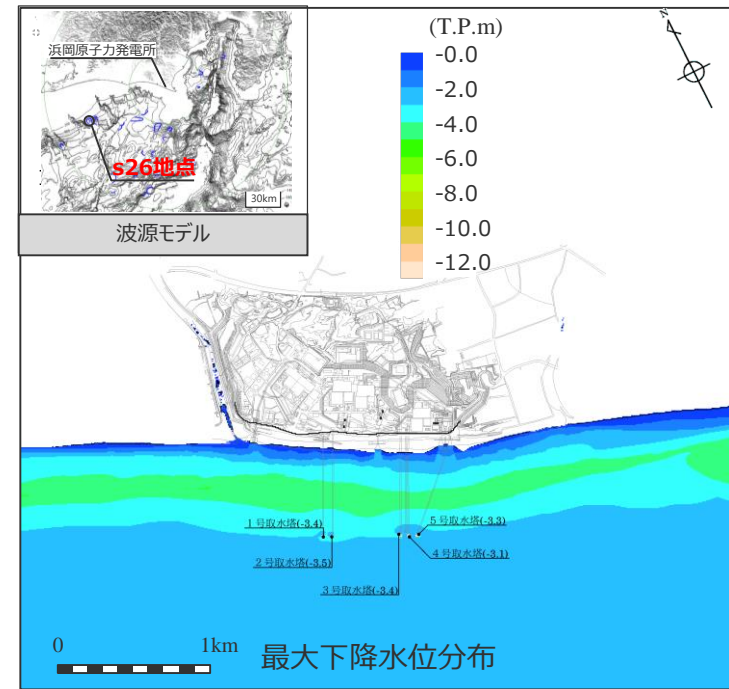 浜岡原子力発電所
s26地点
30km
波源モデル
(T.P.m)
-0.0
-2.0
-4.0
-6.0
-8.0
-10.0
-12.0
N
1号取水塔(-3.4)
5号取水塔(-3.3)
2号取水塔(-3.5)
4号取水塔(-3.1)
3号取水塔(-3.4)
0 1km
最大下降水位分布